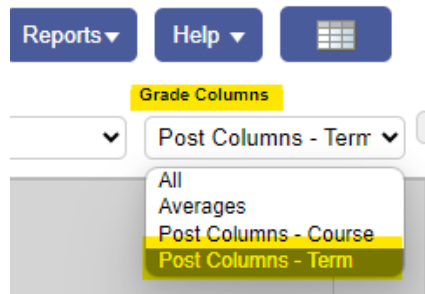 Reports
Help
Grade Columns
Post Columns - Term
All
Averages
Post Columns - Course
Post Columns - Term